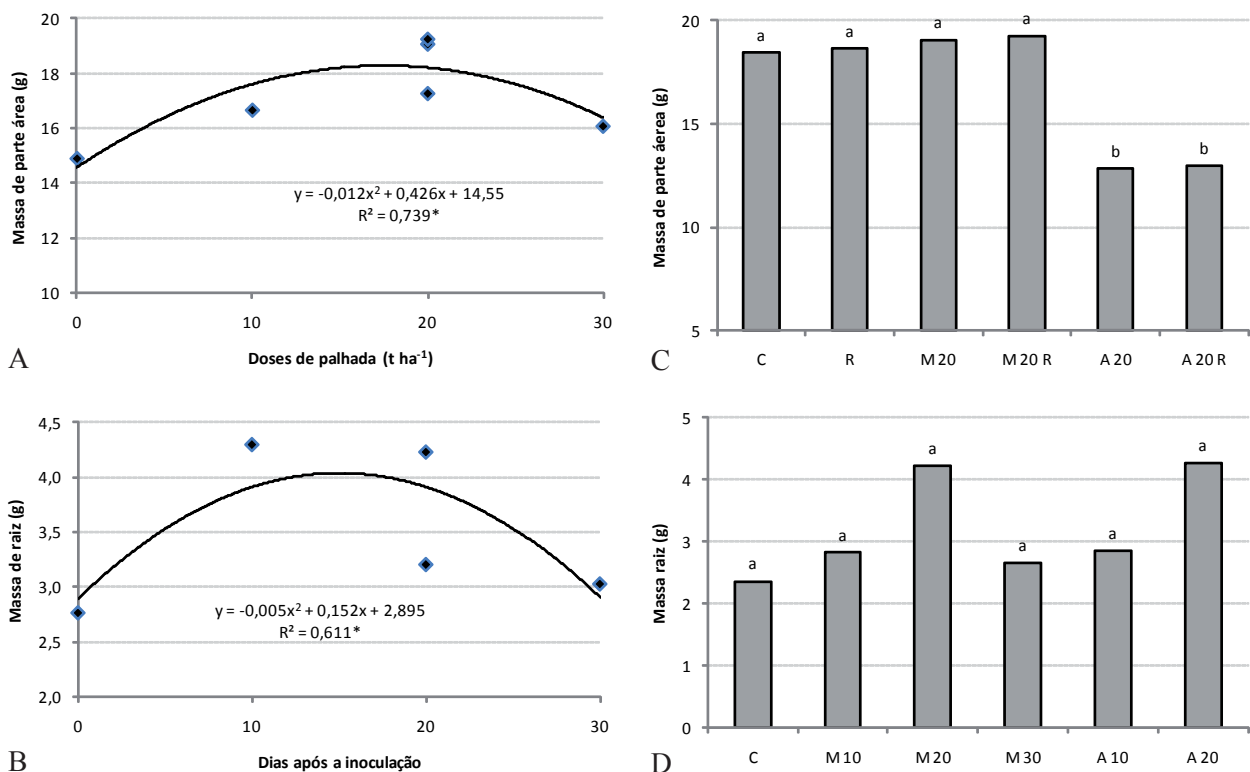 Massa de parte área (g)
20
18
16
14
12
10
y = -0,012x² + 0,426x + 14,55
R² = 0,739*
0 10 20 30
Doses de palhada (t ha⁻¹)
A
Massa de parte áerea (g)
20
15
10
5
a a a a b b
C R M 20 M 20 R A 20 A 20 R
C
Massa de raiz (g)
4,5
4,0
3,5
3,0
2,5
2,0
y = -0,005x² + 0,152x + 2,895
R² = 0,611*
0 10 20 30
Dias após a inoculação
B
Massa raiz (g)
5
4
3
2
1
0
a a a a a a
C M 10 M 20 M 30 A 10 A 20
D